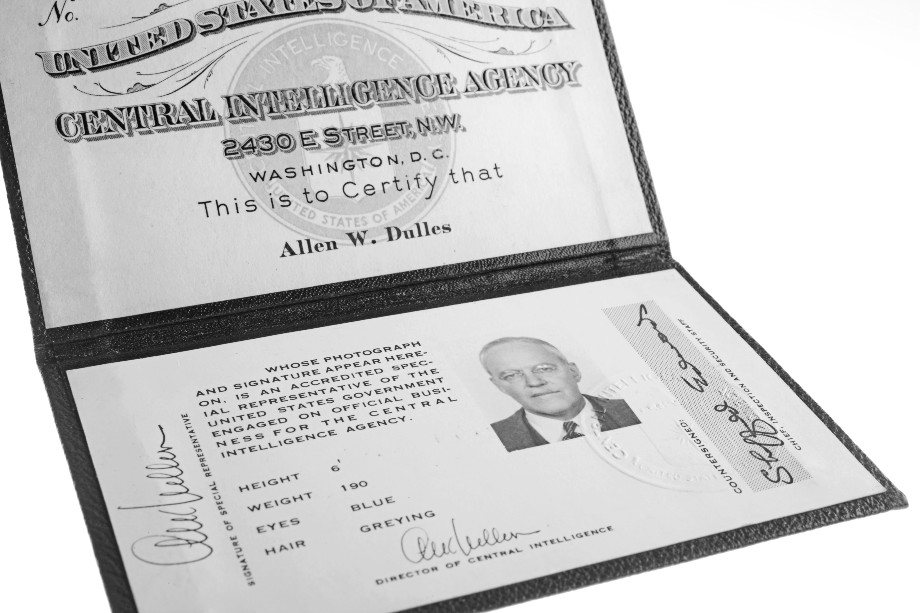 No.
UNITED STATES OF AMERICA
CENTRAL INTELLIGENCE AGENCY
2430 E STREET, N.W.
WASHINGTON, D. C.
This is to Certify that
Allen W. Dulles
INTELLIGENCE
UNITED STATES OF AMERICA
WHOSE PHOTOGRAPH
AND SIGNATURE APPEAR HERE-
ON, IS AN ACCREDITED SPEC-
IAL REPRESENTATIVE OF THE
UNITED STATES GOVERNMENT
ENGAGED ON OFFICIAL BUSI-
NESS FOR THE CENTRAL
INTELLIGENCE AGENCY.
SIGNATURE OF SPECIAL REPRESENTATIVE
HEIGHT 6'
WEIGHT 190
EYES BLUE
HAIR GREYING
DIRECTOR OF CENTRAL INTELLIGENCE
COUNTERSIGNED:
CHIEF, INSPECTION AND SECURITY STAFF